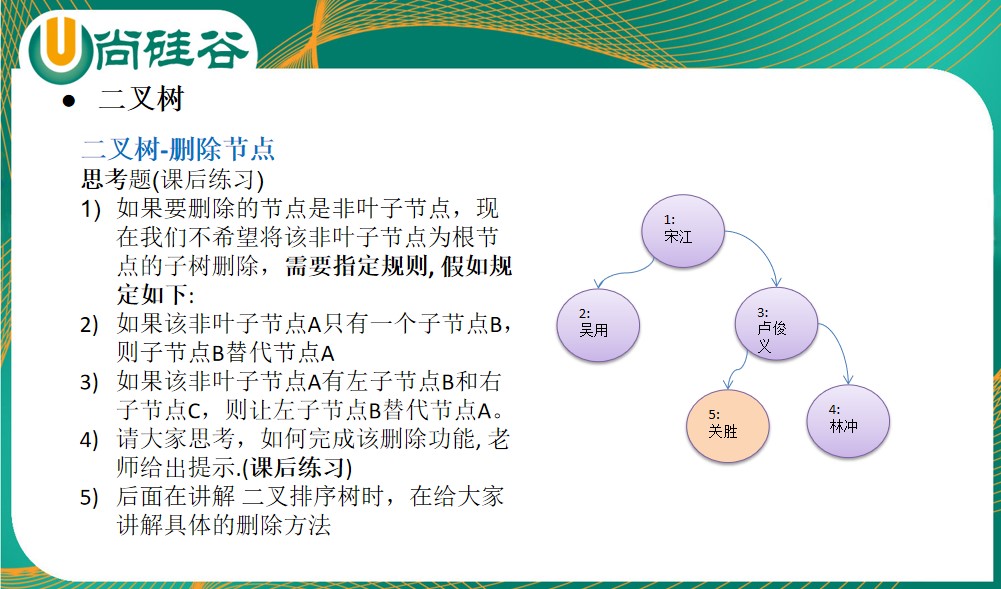 尚硅谷
● 二叉树
二叉树-删除节点
思考题(课后练习)
1) 如果要删除的节点是非叶子节点，现
在我们不希望将该非叶子节点为根节
点的子树删除，需要指定规则, 假如规
定如下:
2) 如果该非叶子节点A只有一个子节点B，
则子节点B替代节点A
3) 如果该非叶子节点A有左子节点B和右
子节点C，则让左子节点B替代节点A。
4) 请大家思考，如何完成该删除功能, 老
师给出提示.(课后练习)
5) 后面在讲解 二叉排序树时，在给大家
讲解具体的删除方法
1:
宋江
2:
吴用
3:
卢俊
义
5:
关胜
4:
林冲